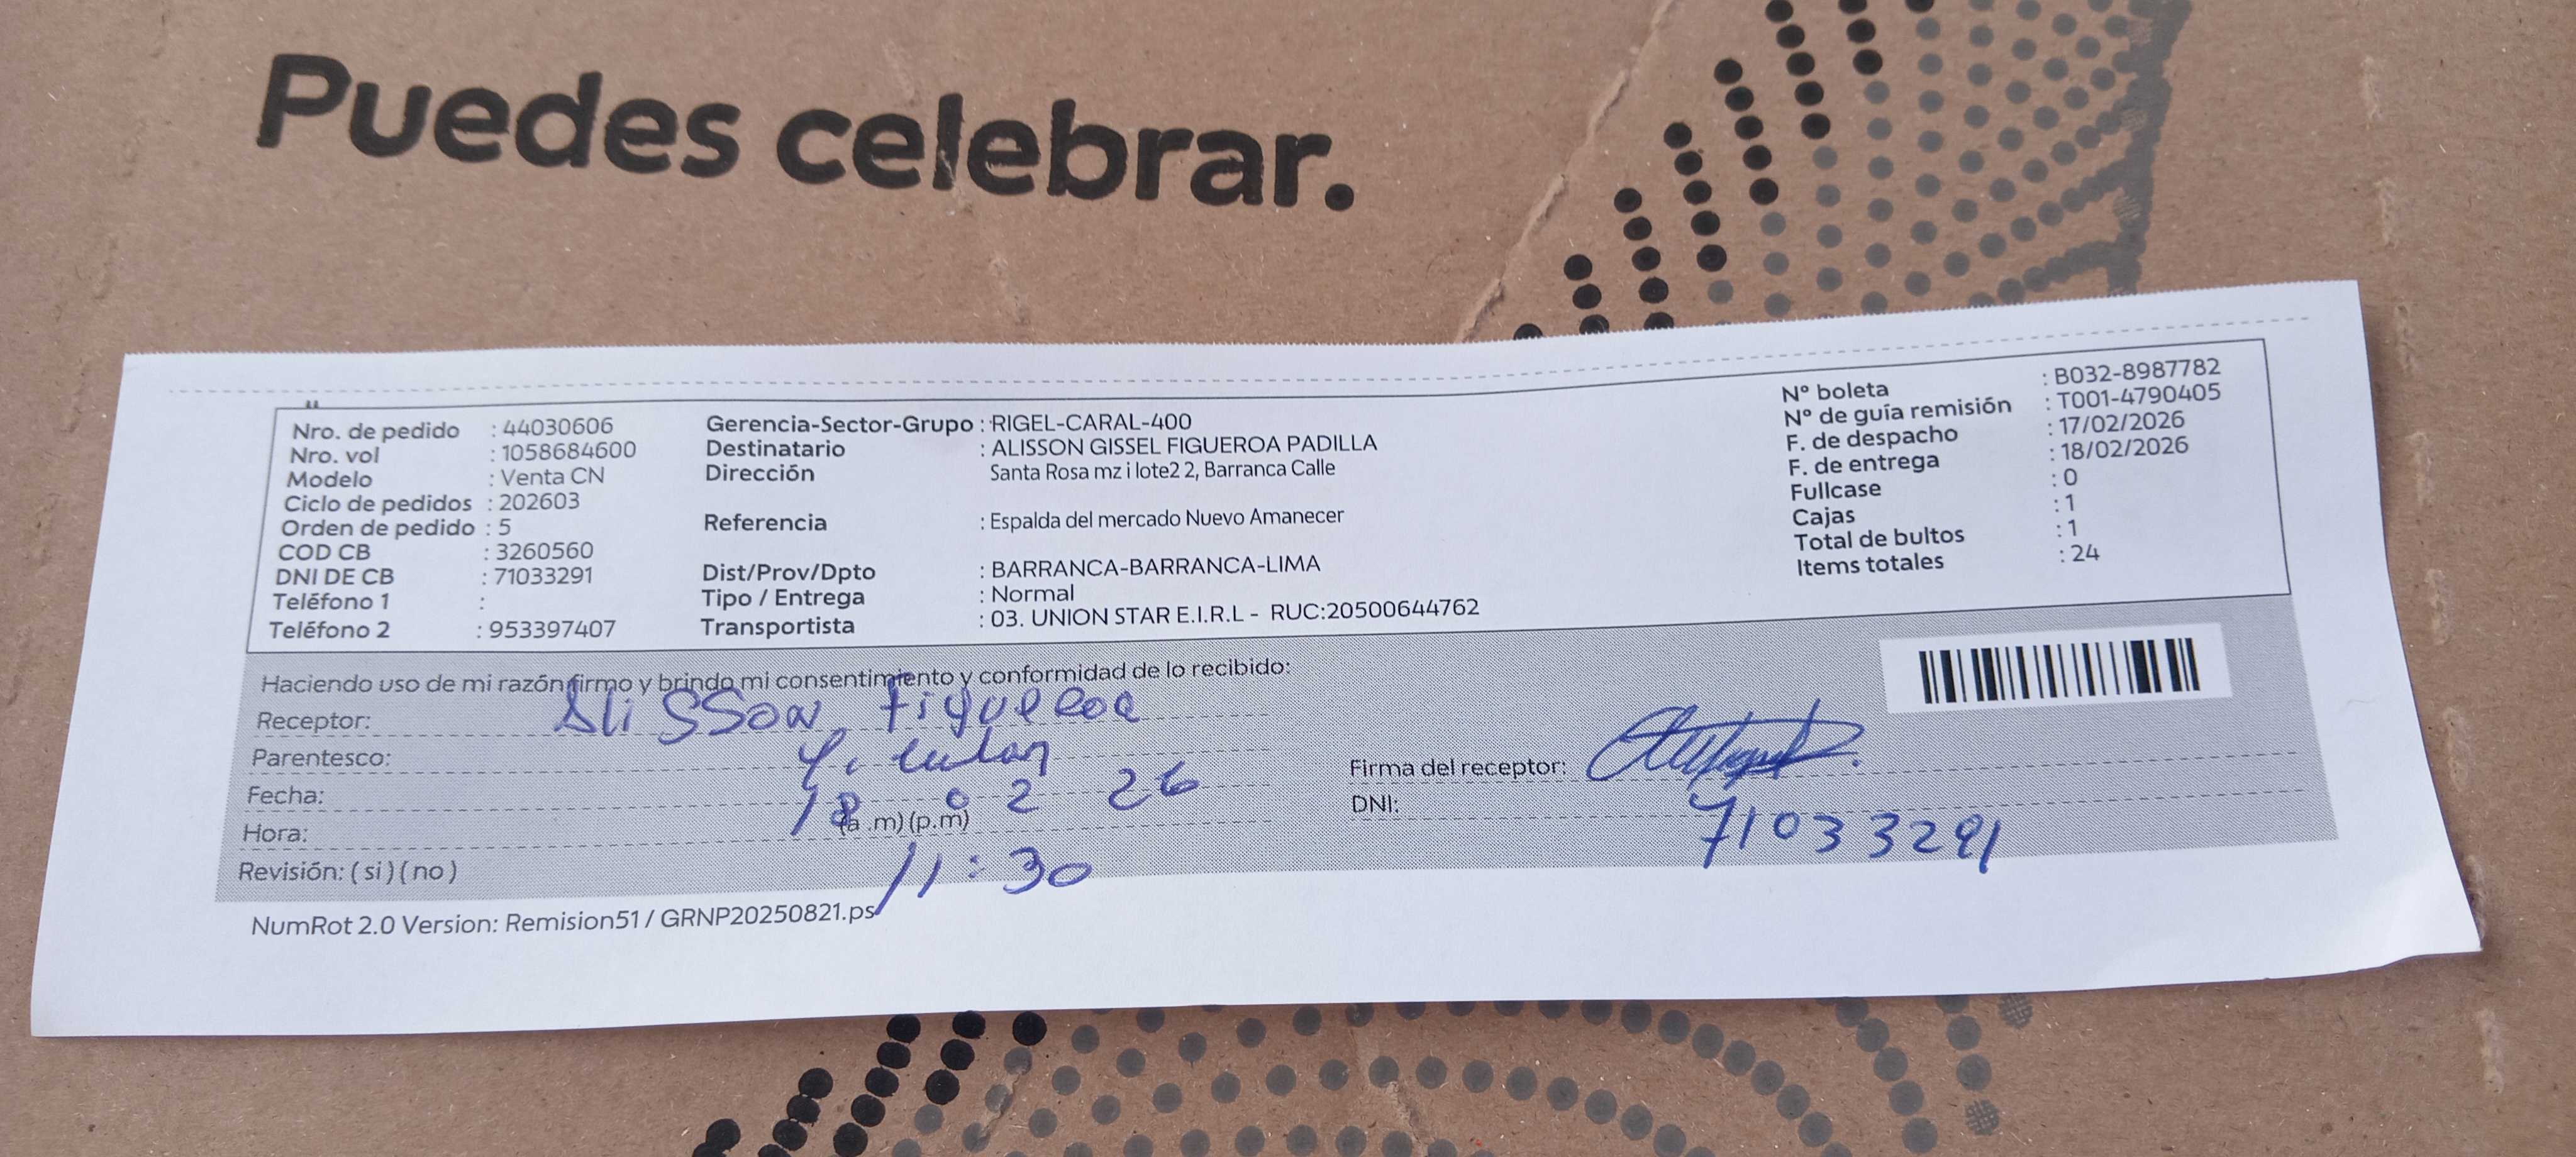 Puedes celebrar.
Nro. de pedido : 44030606
Nro. vol : 1058684600
Modelo : Venta CN
Ciclo de pedidos : 202603
Orden de pedido : 5
COD CB : 3260560
DNI DE CB : 71033291
Teléfono 1 :
Teléfono 2 : 953397407
Gerencia-Sector-Grupo : RIGEL-CARAL-400
Destinatario : ALISSON GISSEL FIGUEROA PADILLA
Dirección Santa Rosa mz i lote2 2, Barranca Calle
Referencia : Espalda del mercado Nuevo Amanecer
Dist/Prov/Dpto : BARRANCA-BARRANCA-LIMA
Tipo / Entrega : Normal
Transportista : 03. UNION STAR E.I.R.L - RUC:20500644762
Nº boleta : B032-8987782
Nº de guía remisión : T001-4790405
F. de despacho : 17/02/2026
F. de entrega : 18/02/2026
Fullcase : 0
Cajas : 1
Total de bultos : 1
Items totales : 24
Haciendo uso de mi razón firmo y brindo mi consentimiento y conformidad de lo recibido:
Receptor: Alisson Figueroa
Parentesco:
Fecha: 18 02 26
Hora: (a .m) (p.m) 11:30
Revisión: ( si ) ( no )
Firma del receptor:
DNI: 71033291
NumRot 2.0 Version: Remision51 / GRNP20250821.ps